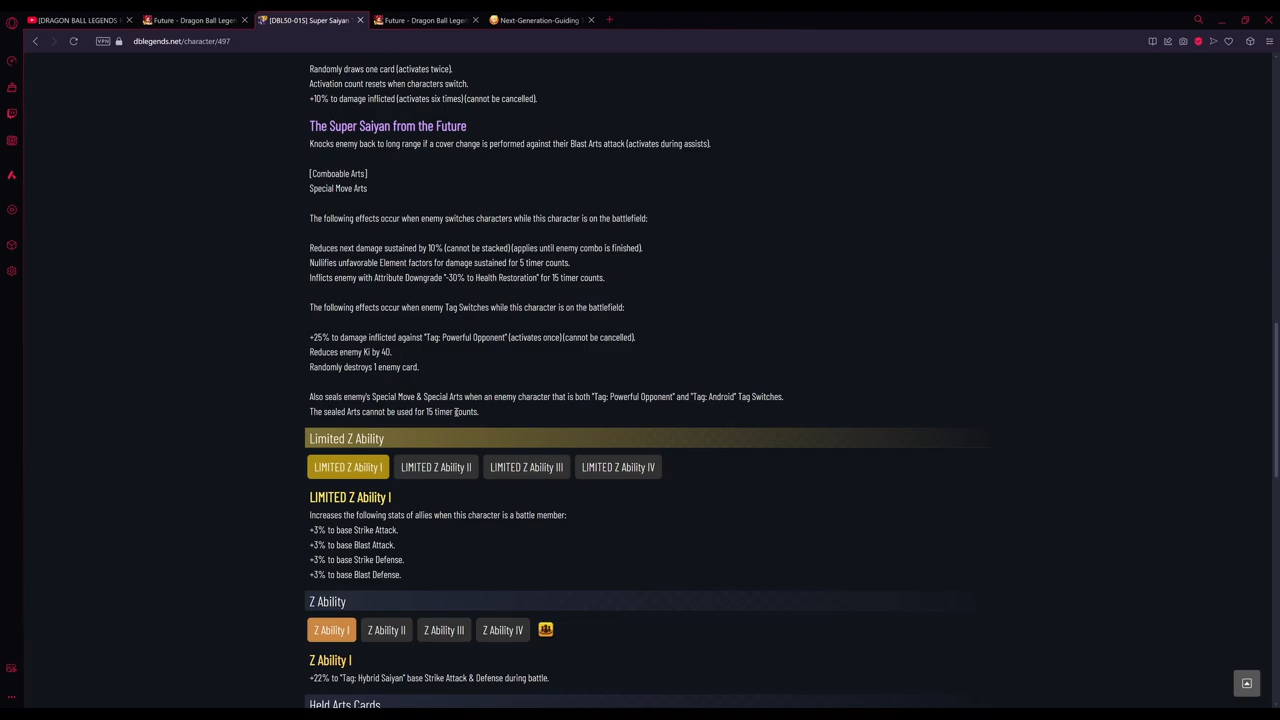 [DRAGON BALL LEGENDS
Future - Dragon Ball Legen
[DBL50-01S] Super Saiyan
Future - Dragon Ball Legen
Next-Generation-Guiding
VPN
dblegends.net/character/497
Randomly draws one card (activates twice).
Activation count resets when characters switch.
+10% to damage inflicted (activates six times) (cannot be cancelled).
The Super Saiyan from the Future
Knocks enemy back to long range if a cover change is performed against their Blast Arts attack (activates during assists).
[Comboable Arts]
Special Move Arts
The following effects occur when enemy switches characters while this character is on the battlefield:
Reduces next damage sustained by 10% (cannot be stacked) (applies until enemy combo is finished).
Nullifies unfavorable Element factors for damage sustained for 5 timer counts.
Inflicts enemy with Attribute Downgrade "-30% to Health Restoration" for 15 timer counts.
The following effects occur when enemy Tag Switches while this character is on the battlefield:
+25% to damage inflicted against "Tag: Powerful Opponent" (activates once) (cannot be cancelled).
Reduces enemy Ki by 40.
Randomly destroys 1 enemy card.
Also seals enemy's Special Move & Special Arts when an enemy character that is both "Tag: Powerful Opponent" and "Tag: Android" Tag Switches.
The sealed Arts cannot be used for 15 timer counts.
Limited Z Ability
LIMITED Z Ability I
LIMITED Z Ability II
LIMITED Z Ability III
LIMITED Z Ability IV
LIMITED Z Ability I
Increases the following stats of allies when this character is a battle member:
+3% to base Strike Attack.
+3% to base Blast Attack.
+3% to base Strike Defense.
+3% to base Blast Defense.
Z Ability
Z Ability I
Z Ability II
Z Ability III
Z Ability IV
Z Ability I
+22% to "Tag: Hybrid Saiyan" base Strike Attack & Defense during battle.
Held Arts Cards